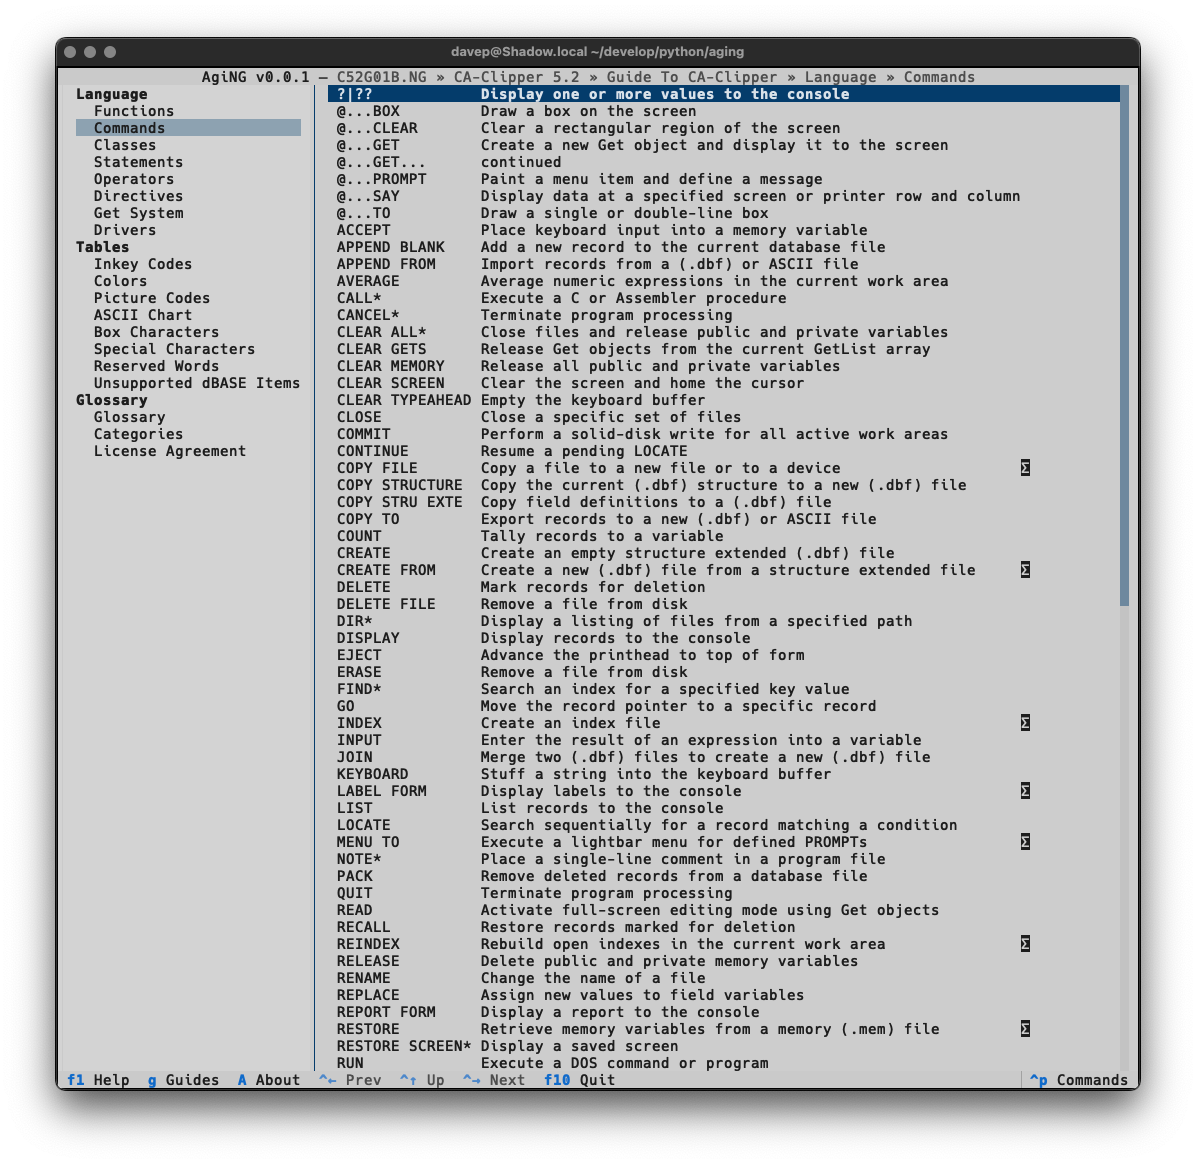 davep@Shadow.local ~/develop/python/aging
AgiNG v0.0.1 — C52G01B.NG » CA-Clipper 5.2 » Guide To CA-Clipper » Language » Commands
Language
Functions
Commands
Classes
Statements
Operators
Directives
Get System
Drivers
Tables
Inkey Codes
Colors
Picture Codes
ASCII Chart
Box Characters
Special Characters
Reserved Words
Unsupported dBASE Items
Glossary
Glossary
Categories
License Agreement
?|?? Display one or more values to the console
@...BOX Draw a box on the screen
@...CLEAR Clear a rectangular region of the screen
@...GET Create a new Get object and display it to the screen
@...GET... continued
@...PROMPT Paint a menu item and define a message
@...SAY Display data at a specified screen or printer row and column
@...TO Draw a single or double-line box
ACCEPT Place keyboard input into a memory variable
APPEND BLANK Add a new record to the current database file
APPEND FROM Import records from a (.dbf) or ASCII file
AVERAGE Average numeric expressions in the current work area
CALL* Execute a C or Assembler procedure
CANCEL* Terminate program processing
CLEAR ALL* Close files and release public and private variables
CLEAR GETS Release Get objects from the current GetList array
CLEAR MEMORY Release all public and private variables
CLEAR SCREEN Clear the screen and home the cursor
CLEAR TYPEAHEAD Empty the keyboard buffer
CLOSE Close a specific set of files
COMMIT Perform a solid-disk write for all active work areas
CONTINUE Resume a pending LOCATE
COPY FILE Copy a file to a new file or to a device Σ
COPY STRUCTURE Copy the current (.dbf) structure to a new (.dbf) file
COPY STRU EXTE Copy field definitions to a (.dbf) file
COPY TO Export records to a new (.dbf) or ASCII file
COUNT Tally records to a variable
CREATE Create an empty structure extended (.dbf) file
CREATE FROM Create a new (.dbf) file from a structure extended file Σ
DELETE Mark records for deletion
DELETE FILE Remove a file from disk
DIR* Display a listing of files from a specified path
DISPLAY Display records to the console
EJECT Advance the printhead to top of form
ERASE Remove a file from disk
FIND* Search an index for a specified key value
GO Move the record pointer to a specific record
INDEX Create an index file Σ
INPUT Enter the result of an expression into a variable
JOIN Merge two (.dbf) files to create a new (.dbf) file
KEYBOARD Stuff a string into the keyboard buffer
LABEL FORM Display labels to the console Σ
LIST List records to the console
LOCATE Search sequentially for a record matching a condition
MENU TO Execute a lightbar menu for defined PROMPTs Σ
NOTE* Place a single-line comment in a program file
PACK Remove deleted records from a database file
QUIT Terminate program processing
READ Activate full-screen editing mode using Get objects
RECALL Restore records marked for deletion
REINDEX Rebuild open indexes in the current work area Σ
RELEASE Delete public and private memory variables
RENAME Change the name of a file
REPLACE Assign new values to field variables
REPORT FORM Display a report to the console
RESTORE Retrieve memory variables from a memory (.mem) file Σ
RESTORE SCREEN* Display a saved screen
RUN Execute a DOS command or program
f1 Help g Guides A About ^← Prev ^↑ Up ^→ Next f10 Quit ^p Commands